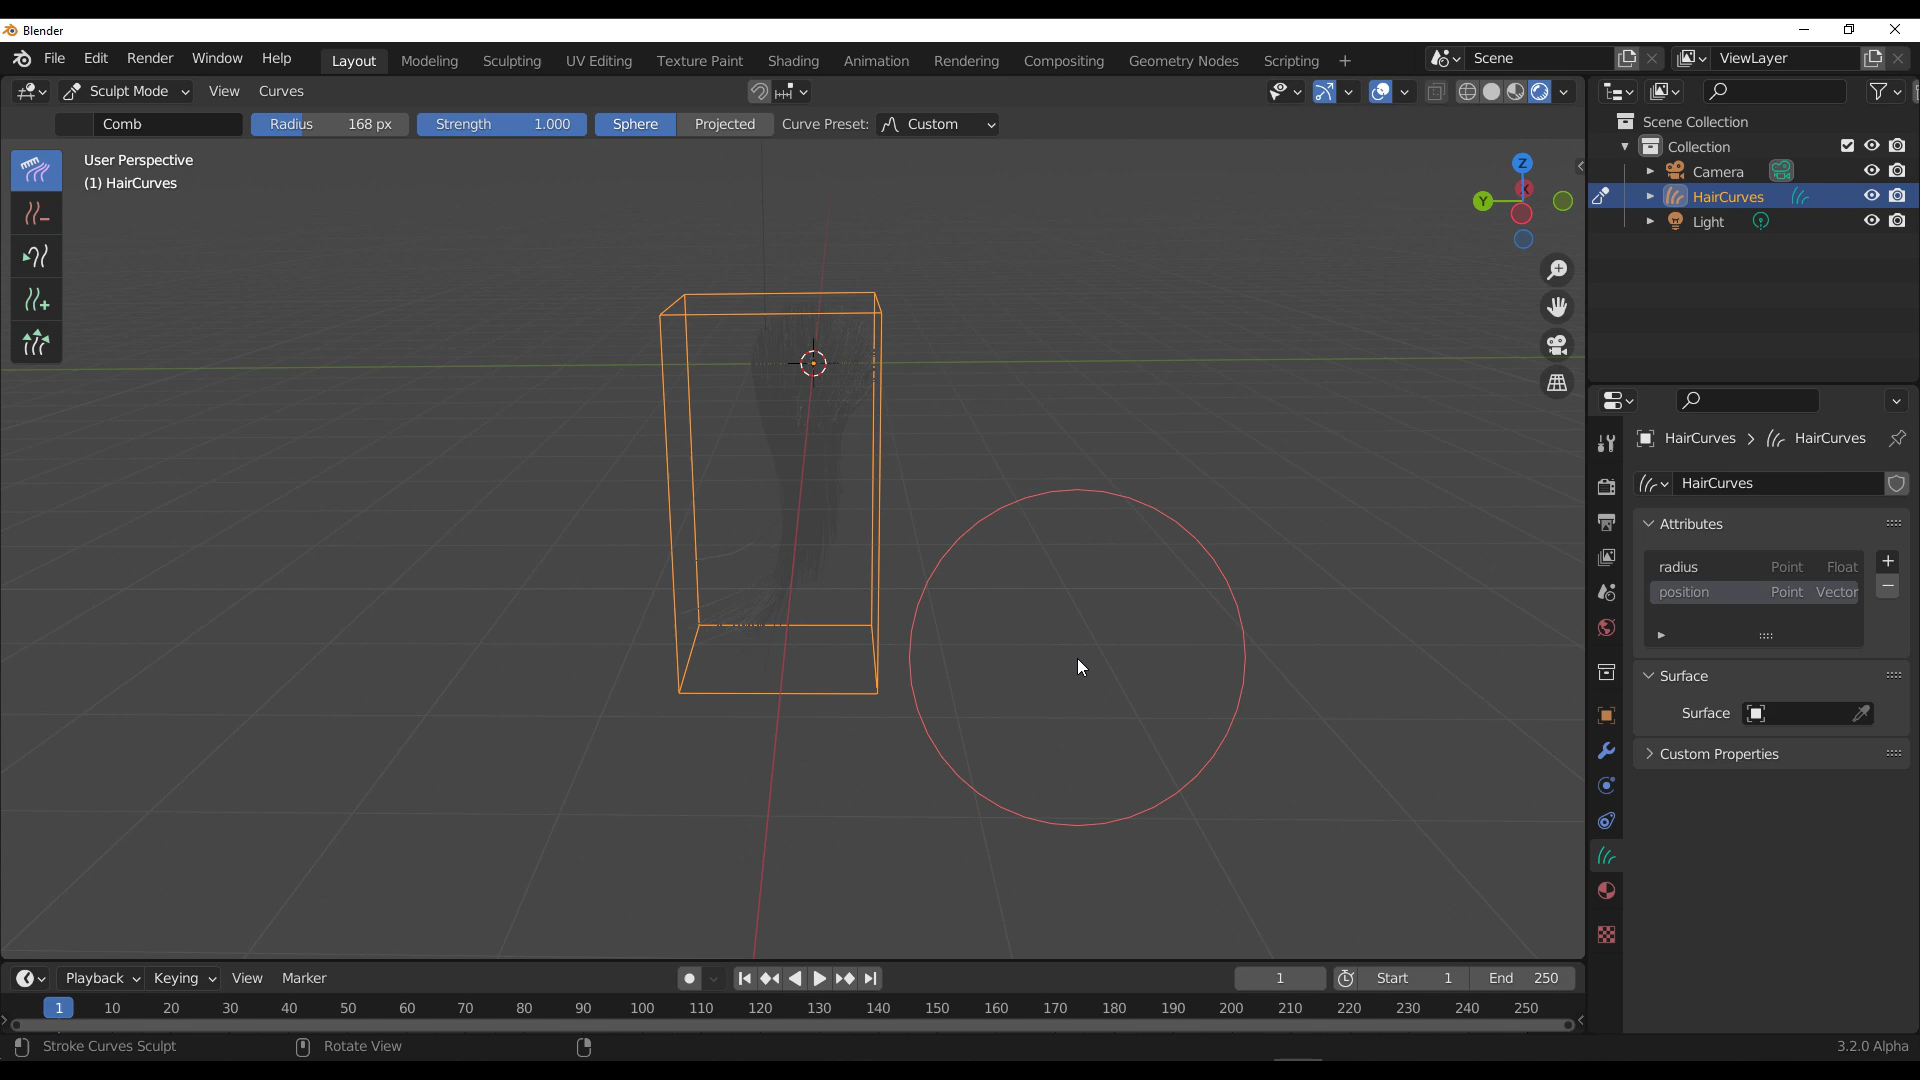 Blender
File Edit Render Window Help Layout Modeling Sculpting UV Editing Texture Paint Shading Animation Rendering Compositing Geometry Nodes Scripting + Scene ViewLayer
Sculpt Mode View Curves
Comb Radius 168 px Strength 1.000 Sphere Projected Curve Preset: Custom
User Perspective
(1) HairCurves
Z
X
Y
Scene Collection
Collection
Camera
HairCurves
Light
HairCurves > HairCurves
HairCurves
Attributes
radius Point Float
position Point Vector
Surface
Surface
Custom Properties
Playback Keying View Marker 1 Start 1 End 250
1 10 20 30 40 50 60 70 80 90 100 110 120 130 140 150 160 170 180 190 200 210 220 230 240 250
Stroke Curves Sculpt Rotate View 3.2.0 Alpha